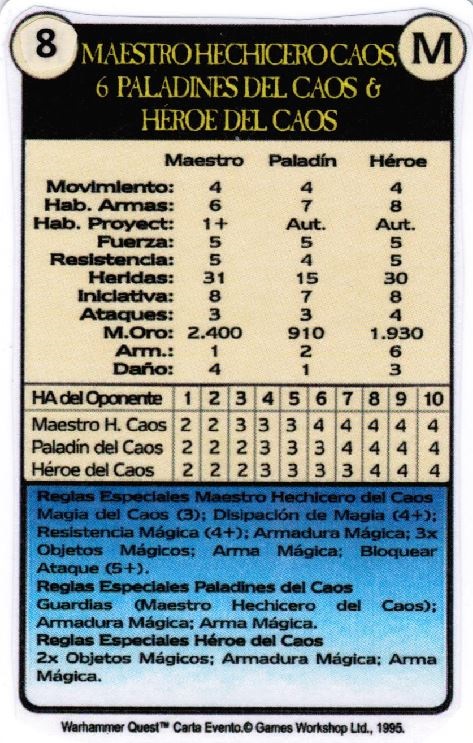 8
M
MAESTRO HECHICERO CAOS,
6 PALADINES DEL CAOS &
HÉROE DEL CAOS
Maestro Paladín Héroe
Movimiento: 4 4 4
Hab. Armas: 6 7 8
Hab. Proyect: 1+ Aut. Aut.
Fuerza: 5 5 5
Resistencia: 5 4 5
Heridas: 31 15 30
Iniciativa: 8 7 8
Ataques: 3 3 4
M.Oro: 2.400 910 1.930
Arm.: 1 2 6
Daño: 4 1 3
HA del Oponente 1 2 3 4 5 6 7 8 9 10
Maestro H. Caos 2 2 3 3 3 4 4 4 4 4
Paladín del Caos 2 2 2 3 3 3 4 4 4 4
Héroe del Caos 2 2 2 3 3 3 3 4 4 4
Reglas Especiales Maestro Hechicero del Caos
Magia del Caos (3); Disipación de Magia (4+);
Resistencia Mágica (4+); Armadura Mágica; 3x
Objetos Mágicos; Arma Mágica; Bloquear
Ataque (5+).
Reglas Especiales Paladines del Caos
Guardias (Maestro Hechicero del Caos);
Armadura Mágica; Arma Mágica.
Reglas Especiales Héroe del Caos
2x Objetos Mágicos; Armadura Mágica; Arma
Mágica.
Warhammer Quest™ Carta Evento.© Games Workshop Ltd., 1995.